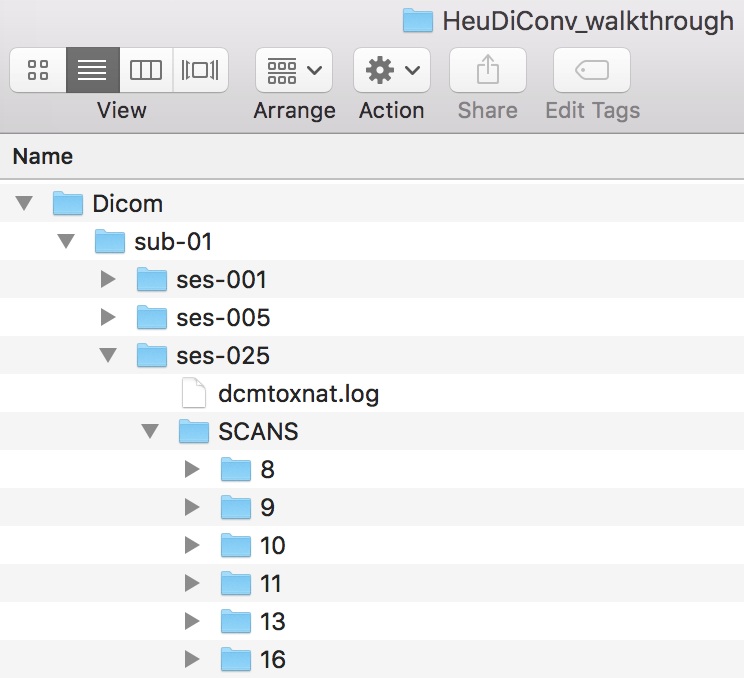 HeuDiConv_walkthrough
View Arrange Action Share Edit Tags
Name
Dicom
sub-01
ses-001
ses-005
ses-025
dcmtoxnat.log
SCANS
8
9
10
11
13
16